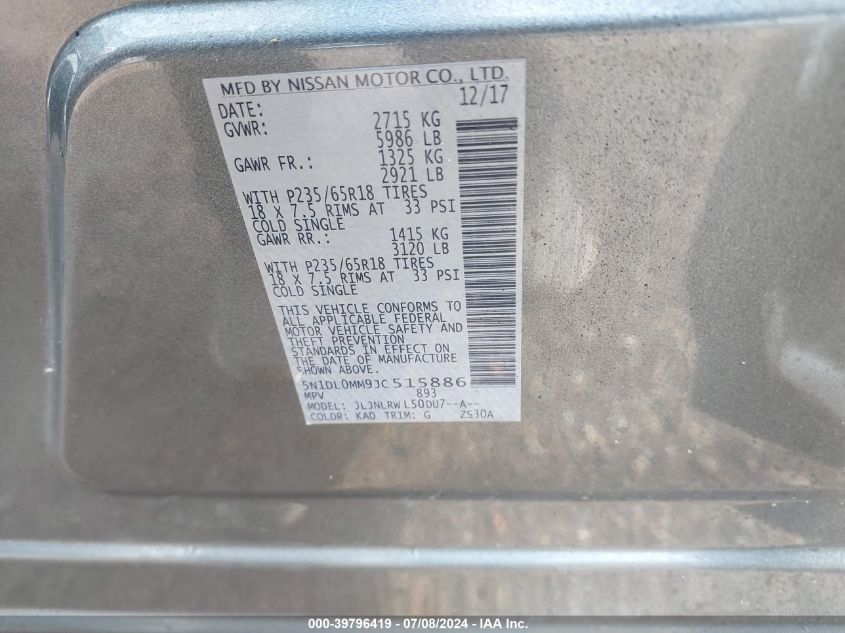 MFD BY NISSAN MOTOR CO., LTD.
DATE: 12/17
GVWR: 2715 KG
5986 LB
GAWR FR.: 1325 KG
2921 LB
WITH P235/65R18 TIRES
18 X 7.5 RIMS AT 33 PSI
COLD SINGLE
GAWR RR.: 1415 KG
3120 LB
WITH P235/65R18 TIRES
18 X 7.5 RIMS AT 33 PSI
COLD SINGLE
THIS VEHICLE CONFORMS TO
ALL APPLICABLE FEDERAL
MOTOR VEHICLE SAFETY AND
THEFT PREVENTION
STANDARDS IN EFFECT ON
THE DATE OF MANUFACTURE
SHOWN ABOVE.
5N1DL0MM9JC515886
MPV 893
MODEL: JLJNLRWL50DU7--A--
COLOR: KAD TRIM: G ZS30A
000-39796419 - 07/08/2024 - IAA Inc.